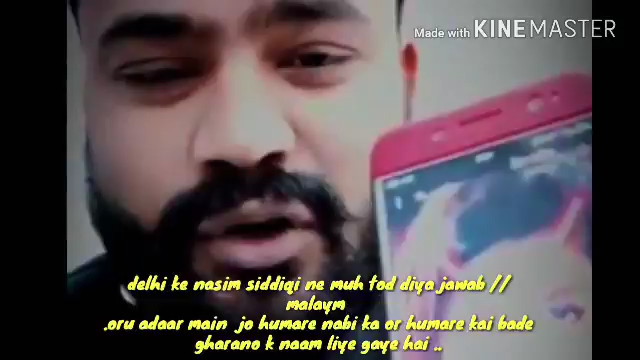 Made with KINEMASTER
delhi ke nasim siddiqi ne muh tod diya jawab //
malaym
.oru adaar main jo humare nabi ka or humare kai bade
gharano k naam liye gaye hai ..